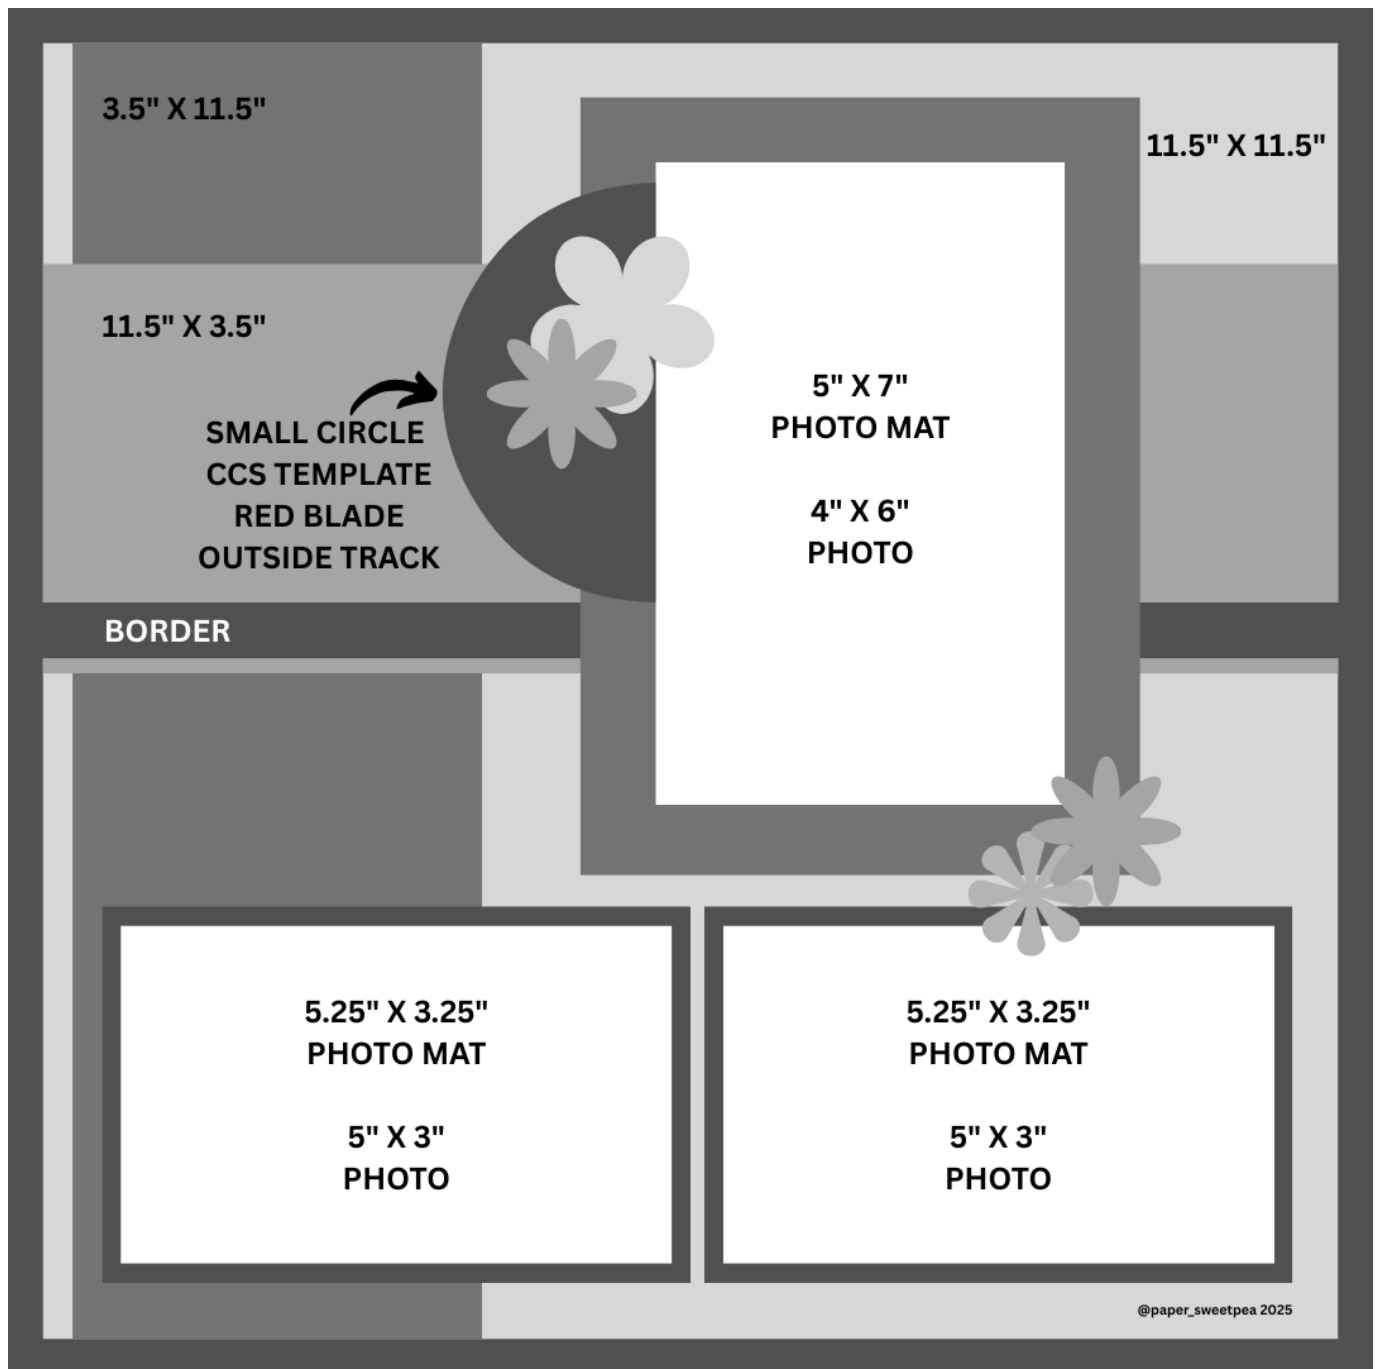 3.5" X 11.5"
11.5" X 11.5"
11.5" X 3.5"
SMALL CIRCLE
CCS TEMPLATE
RED BLADE
OUTSIDE TRACK
5" X 7"
PHOTO MAT
4" X 6"
PHOTO
BORDER
5.25" X 3.25"
PHOTO MAT
5" X 3"
PHOTO
5.25" X 3.25"
PHOTO MAT
5" X 3"
PHOTO
@paper_sweetpea 2025